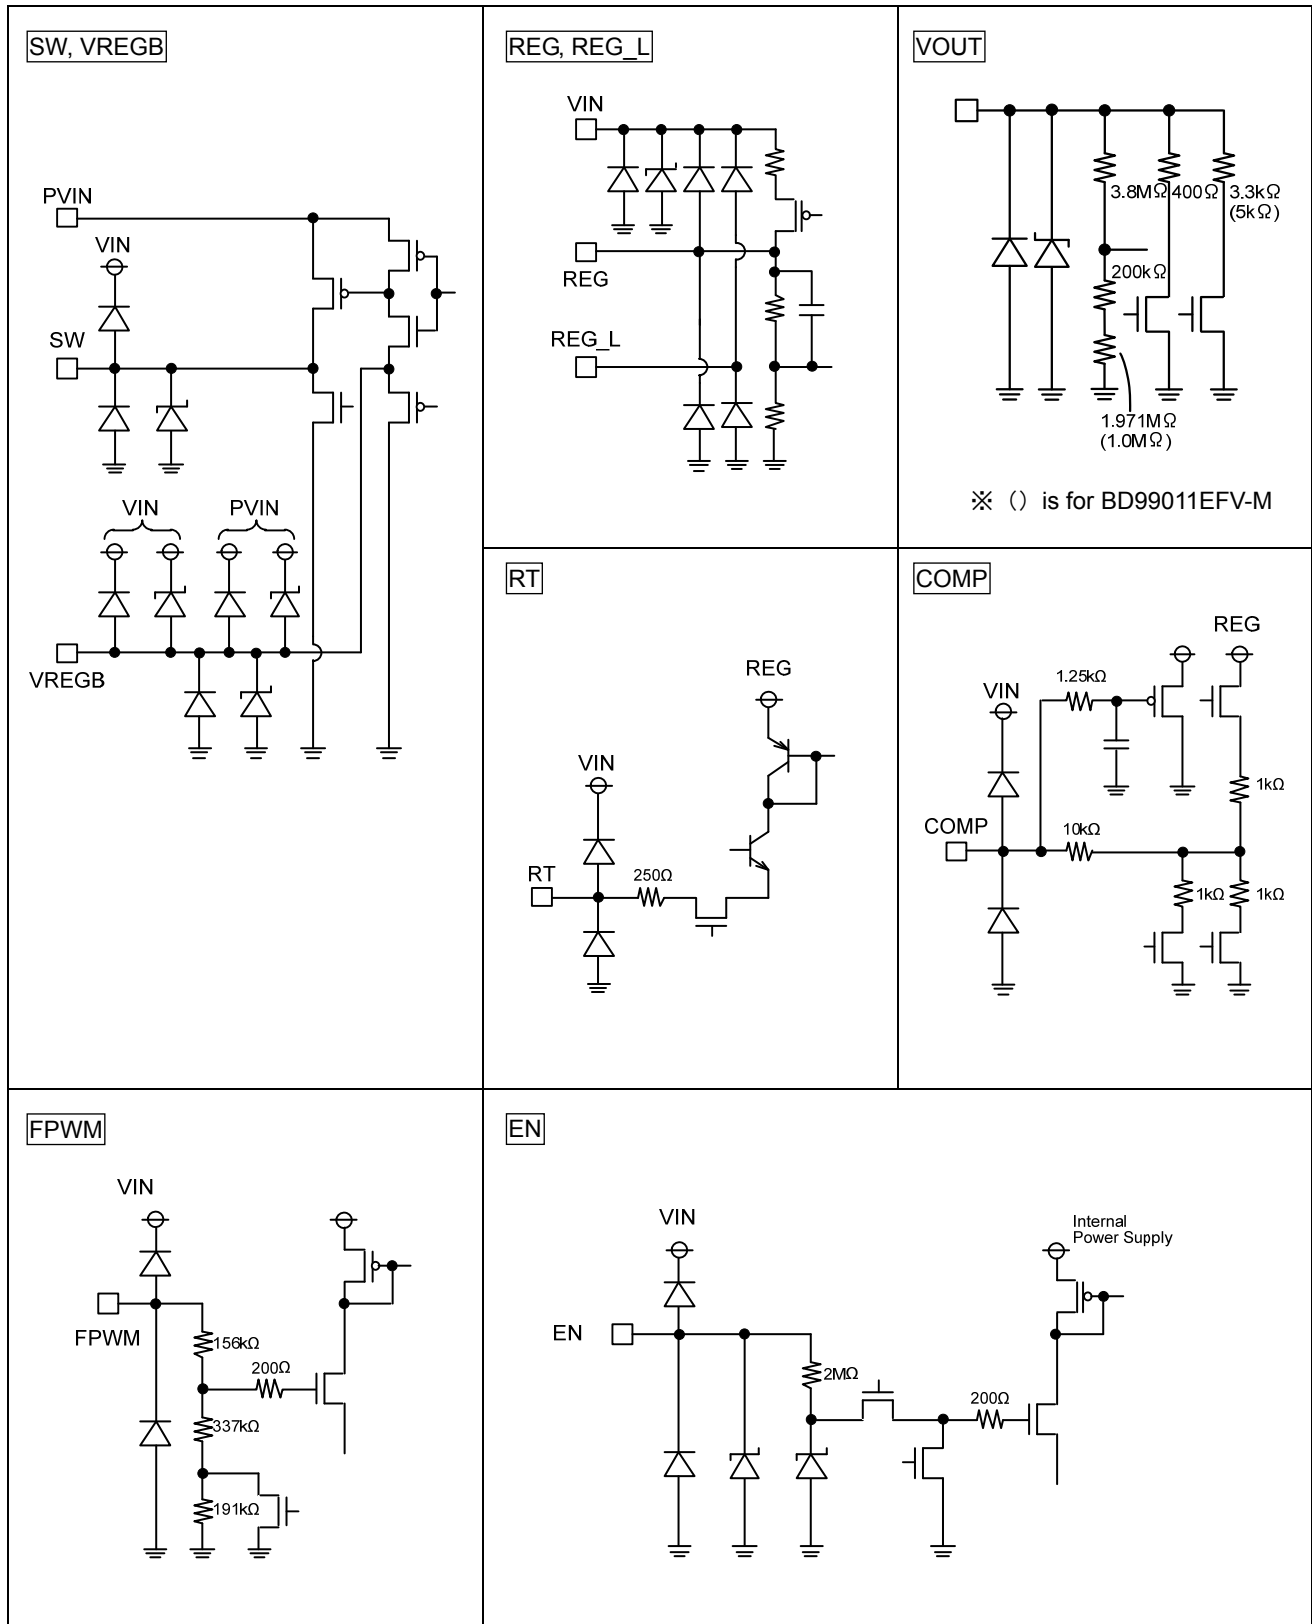 SW, VREGB
PVIN
VIN
SW
VIN
PVIN
VREGB
REG, REG_L
VIN
REG
REG_L
VOUT
3.8MΩ
400Ω
3.3kΩ
(5kΩ)
200kΩ
1.971MΩ
(1.0MΩ)
※ () is for BD99011EFV-M
RT
REG
VIN
RT
250Ω
COMP
REG
1.25kΩ
VIN
1kΩ
COMP
10kΩ
1kΩ
1kΩ
FPWM
VIN
FPWM
156kΩ
200Ω
337kΩ
191kΩ
EN
VIN
Internal
Power Supply
EN
2MΩ
200Ω